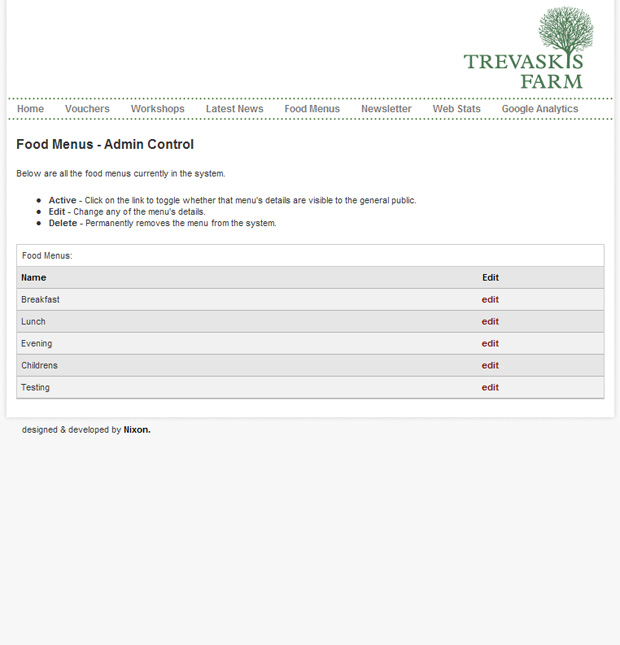 TREVASKIS
FARM
Home Vouchers Workshops Latest News Food Menus Newsletter Web Stats Google Analytics
Food Menus - Admin Control
Below are all the food menus currently in the system.
Active - Click on the link to toggle whether that menu's details are visible to the general public.
Edit - Change any of the menu's details.
Delete - Permanently removes the menu from the system.
Food Menus:
Name Edit
Breakfast edit
Lunch edit
Evening edit
Childrens edit
Testing edit
designed & developed by Nixon.